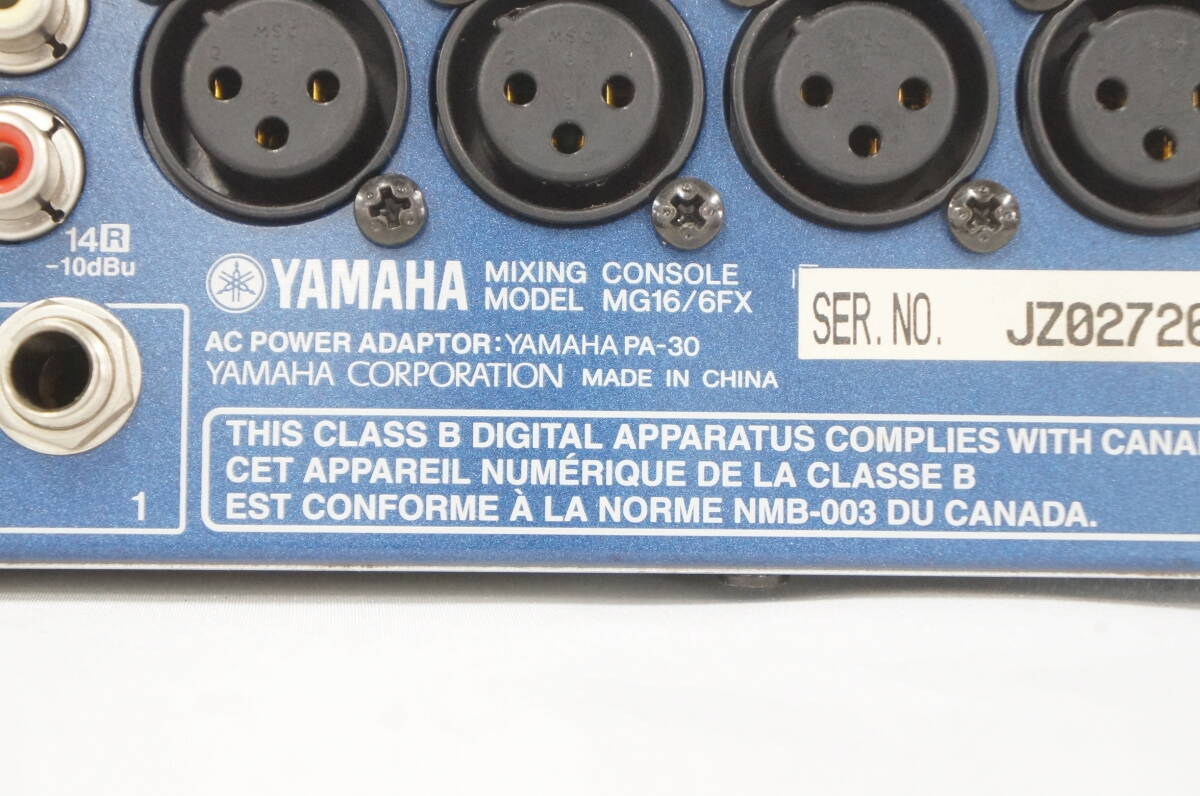 14 R
-10dBu
YAMAHA MIXING CONSOLE
MODEL MG16/6FX
SER. NO.
AC POWER ADAPTOR: YAMAHA PA-30
YAMAHA CORPORATION MADE IN CHINA
THIS CLASS B DIGITAL APPARATUS COMPLIES WITH
CET APPAREIL NUMÉRIQUE DE LA CLASSE B
EST CONFORME À LA NORME NMB-003 DU CANADA.
1